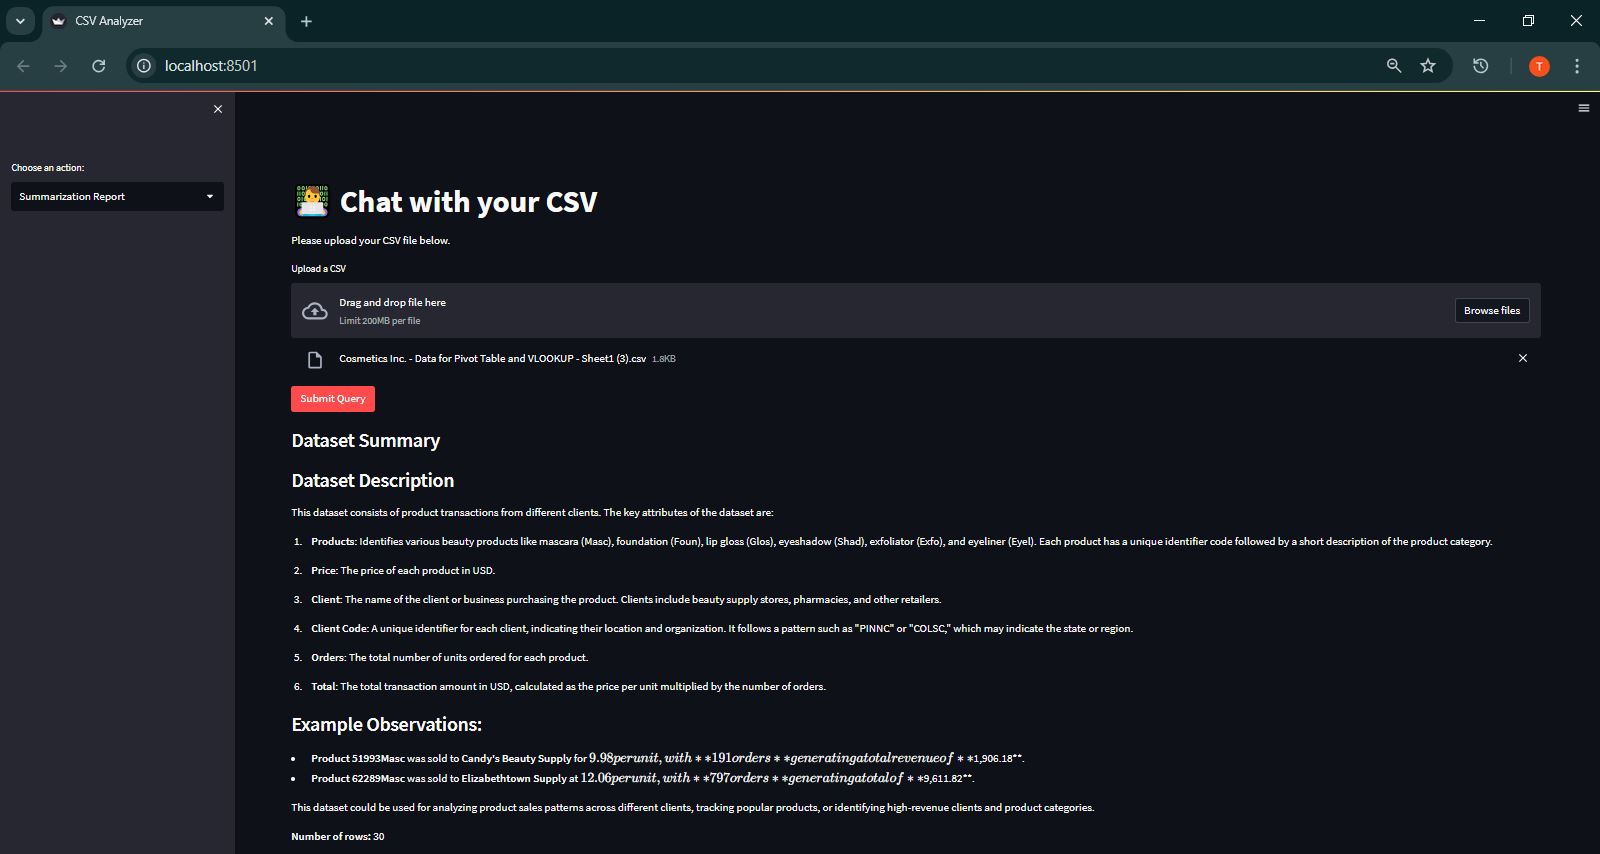 CSV Analyzer
localhost:8501
T
Choose an action:
Summarization Report
Chat with your CSV
Please upload your CSV file below.
Upload a CSV
Drag and drop file here
Limit 200MB per file
Browse files
Cosmetics Inc. - Data for Pivot Table and VLOOKUP - Sheet1 (3).csv 1.8KB
Submit Query
Dataset Summary
Dataset Description
This dataset consists of product transactions from different clients. The key attributes of the dataset are:
1. Products: Identifies various beauty products like mascara (Masc), foundation (Foun), lip gloss (Glos), eyeshadow (Shad), exfoliator (Exfo), and eyeliner (Eyel). Each product has a unique identifier code followed by a short description of the product category.
2. Price: The price of each product in USD.
3. Client: The name of the client or business purchasing the product. Clients include beauty supply stores, pharmacies, and other retailers.
4. Client Code: A unique identifier for each client, indicating their location and organization. It follows a pattern such as "PINNC" or "COLSC," which may indicate the state or region.
5. Orders: The total number of units ordered for each product.
6. Total: The total transaction amount in USD, calculated as the price per unit multiplied by the number of orders.
Example Observations:
• Product 51993Masc was sold to Candy's Beauty Supply for 9.98perunit,with**191orders**generatingatotalrevenueof**1,906.18**.
• Product 62289Masc was sold to Elizabethtown Supply at 12.06perunit,with**797orders**generatingatotalof**9,611.82**.
This dataset could be used for analyzing product sales patterns across different clients, tracking popular products, or identifying high-revenue clients and product categories.
Number of rows: 30